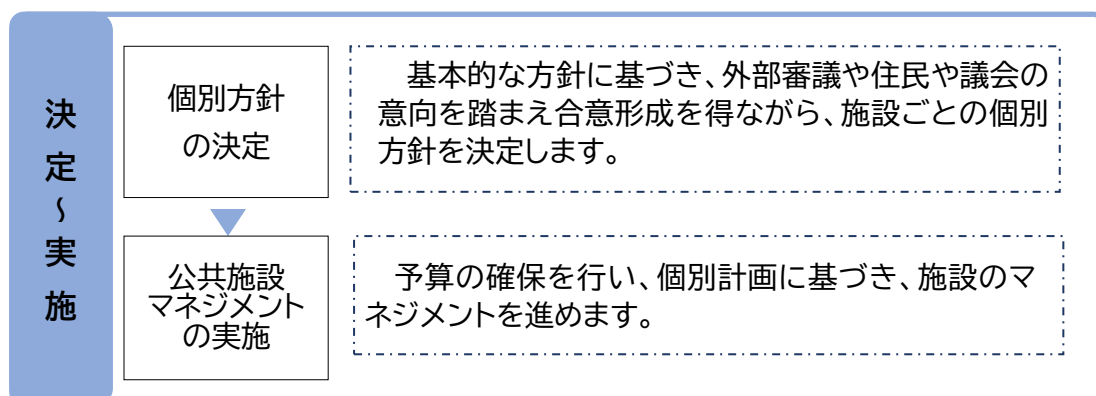 決定～実施
個別方針
の決定
基本的な方針に基づき、外部審議や住民や議会の
意向を踏まえ合意形成を得ながら、施設ごとの個別
方針を決定します。
公共施設
マネジメント
の実施
予算の確保を行い、個別計画に基づき、施設のマ
ネジメントを進めます。